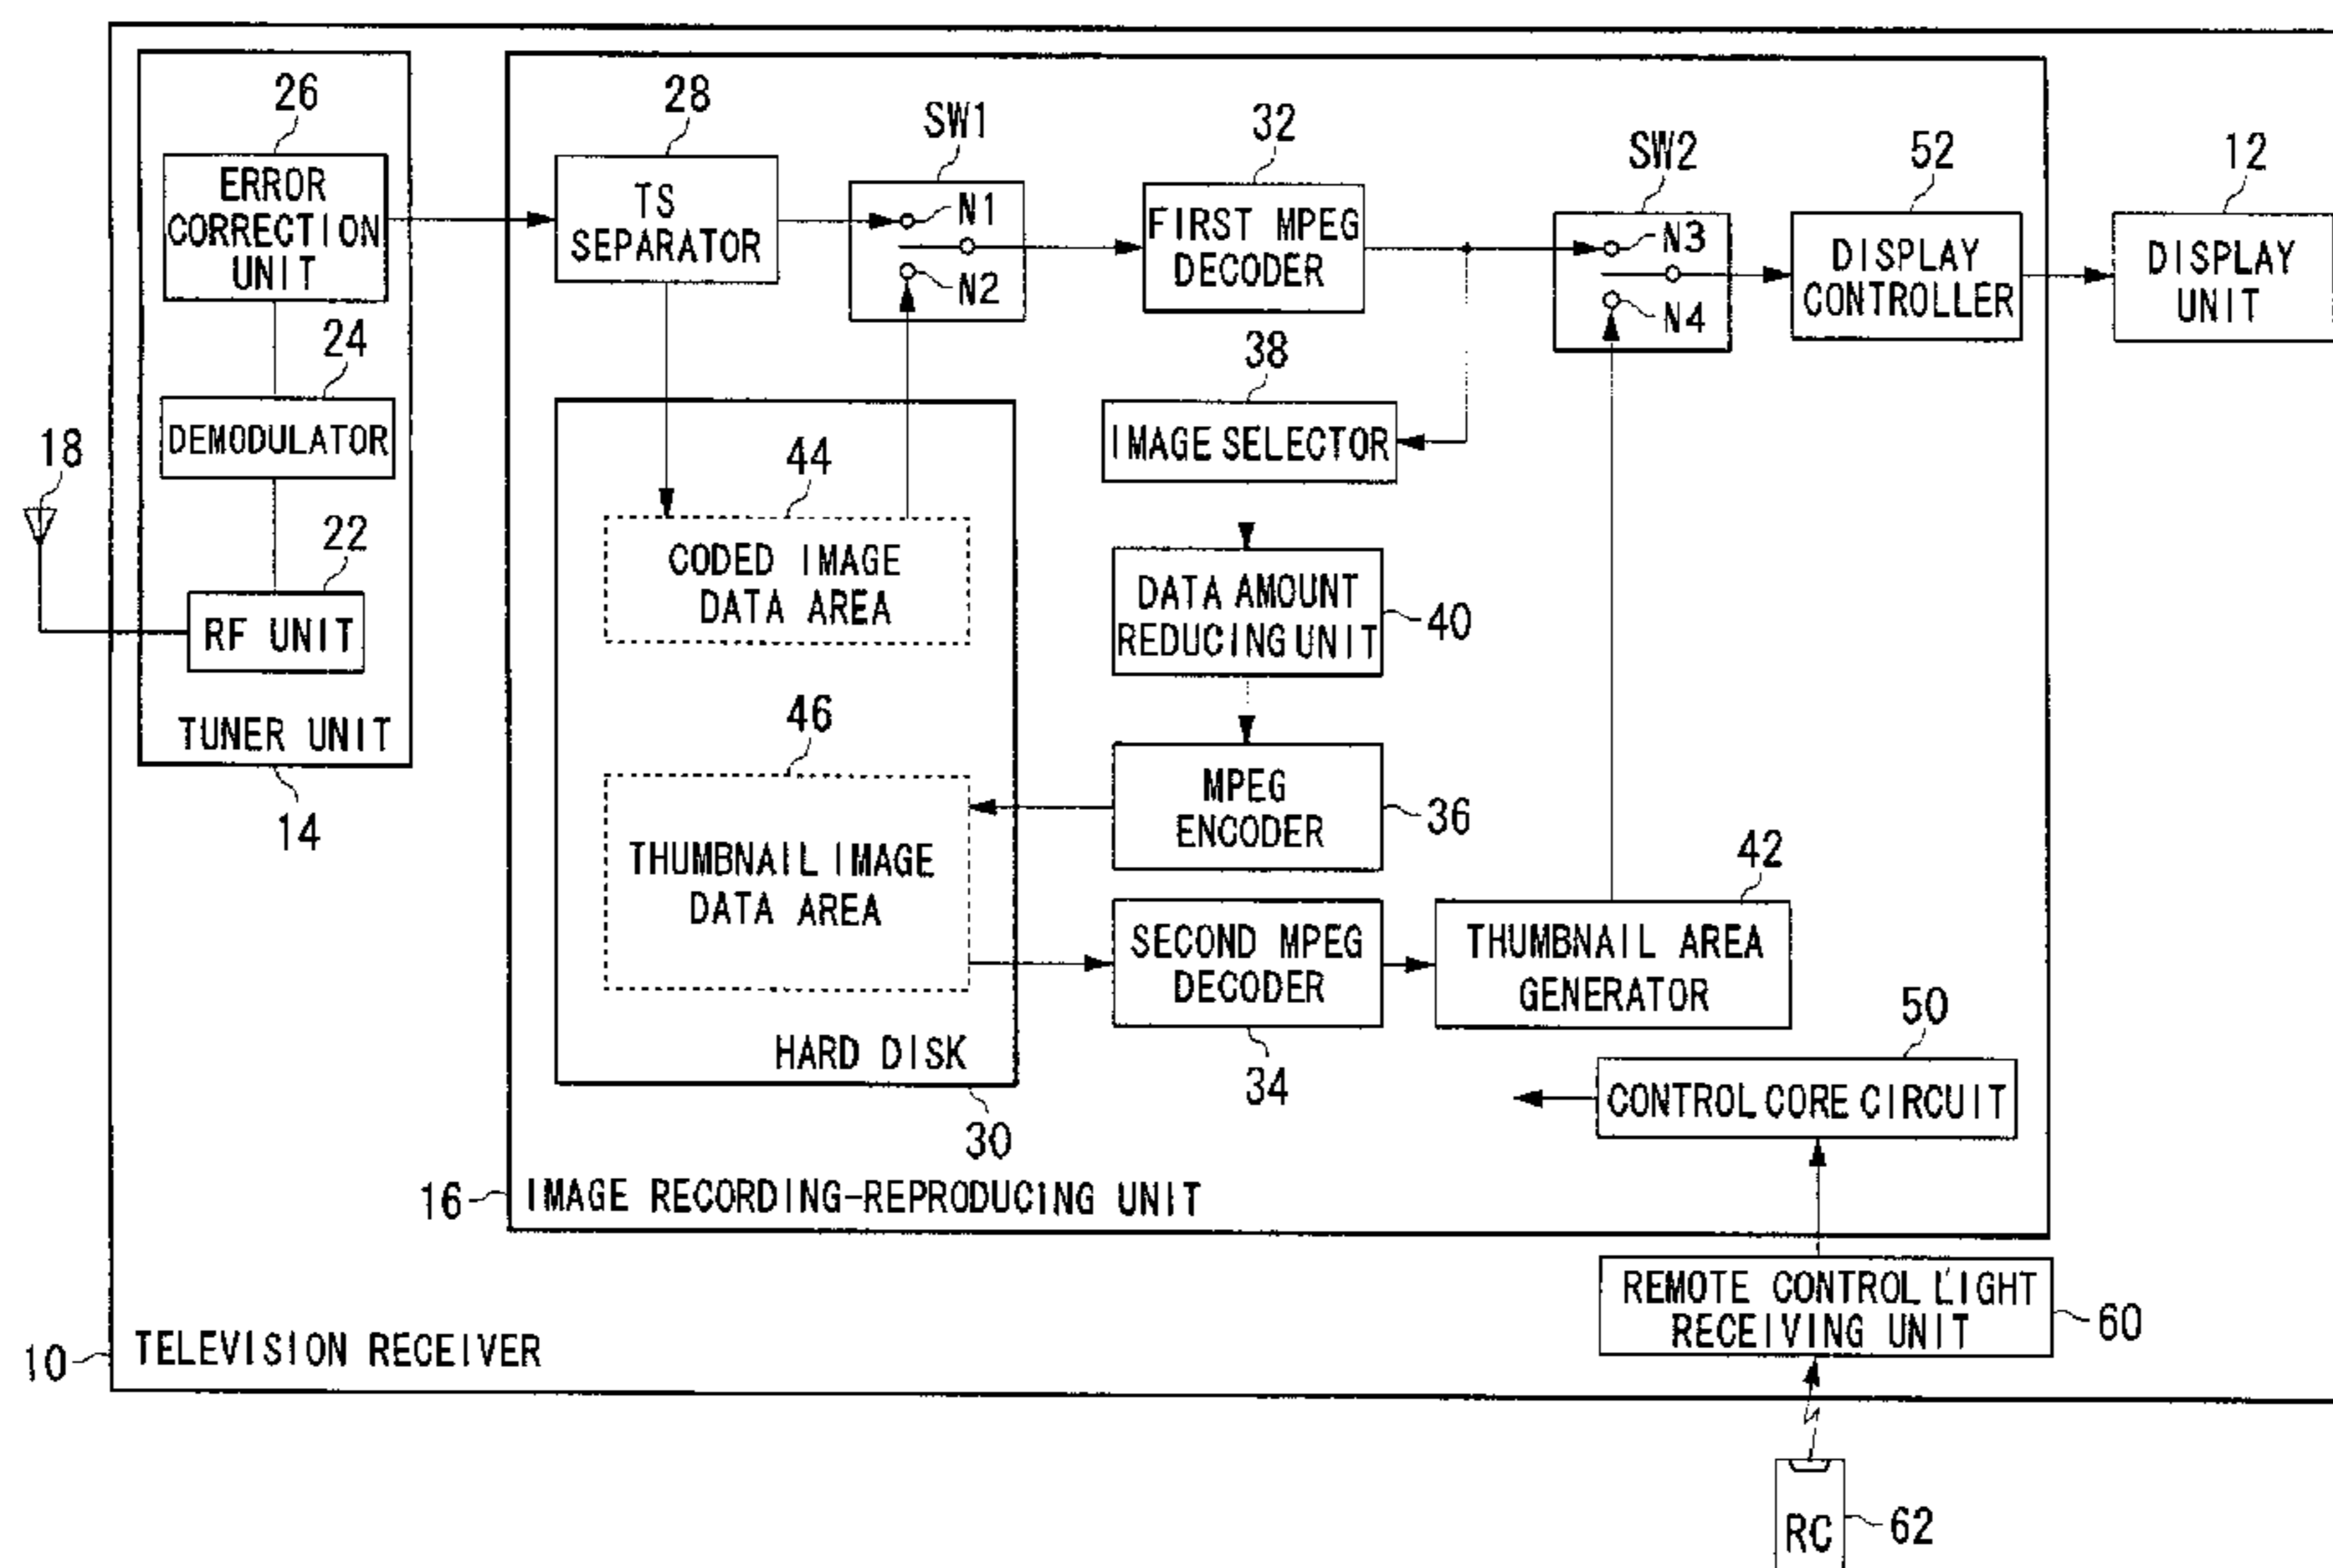 26
ERROR
CORRECTION
UNIT
24
DEMODULATOR
18
22
RF UNIT
TUNER UNIT
14
28
TS
SEPARATOR
SW1
N1
N2
32
FIRST MPEG
DECODER
SW2
N3
N4
52
DISPLAY
CONTROLLER
12
DISPLAY
UNIT
38
IMAGE SELECTOR
44
CODED IMAGE
DATA AREA
DATA AMOUNT
REDUCING UNIT
40
46
THUMBNAIL IMAGE
DATA AREA
MPEG
ENCODER
36
42
SECOND MPEG
DECODER
34
THUMBNAIL AREA
GENERATOR
HARD DISK
30
50
CONTROL CORE CIRCUIT
16
IMAGE RECORDING-REPRODUCING UNIT
REMOTE CONTROL LIGHT
RECEIVING UNIT
60
10
TELEVISION RECEIVER
RC
62